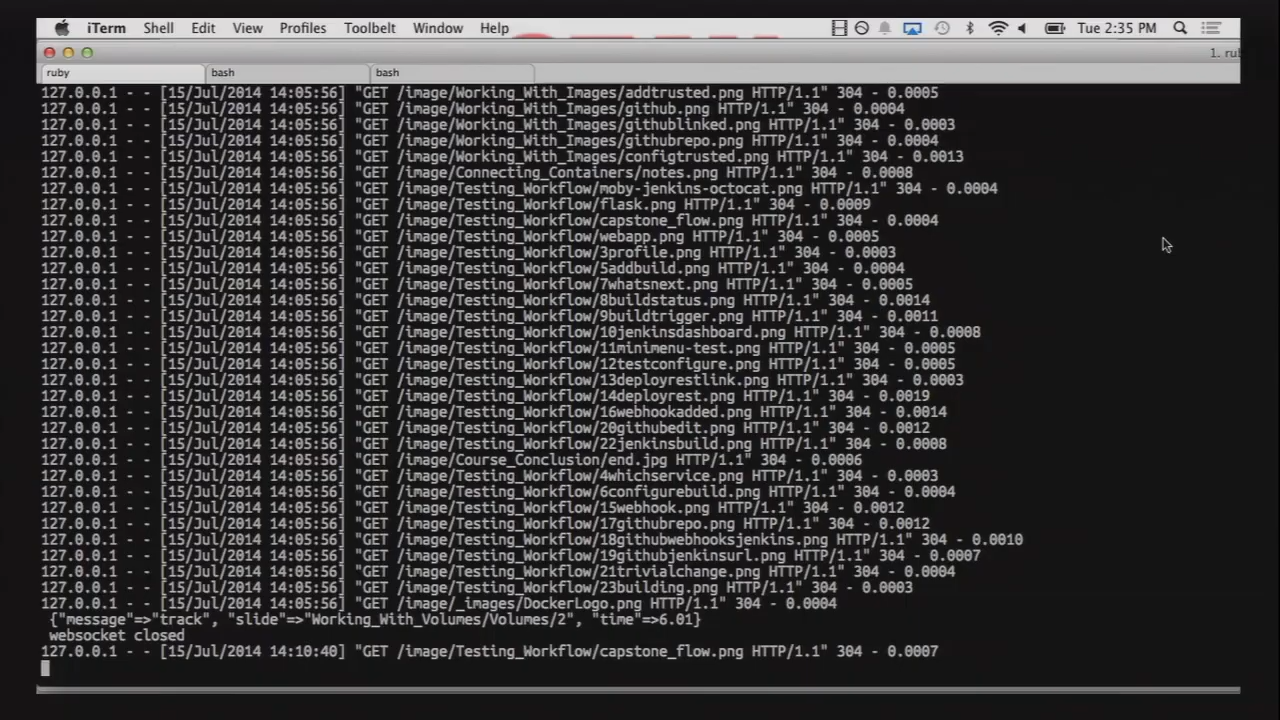 iTerm Shell Edit View Profiles Toolbelt Window Help Tue 2:35 PM
1. ru
ruby bash bash
127.0.0.1 - - [15/Jul/2014 14:05:56] "GET /image/Working_With_Images/addtrusted.png HTTP/1.1" 304 - 0.0005
127.0.0.1 - - [15/Jul/2014 14:05:56] "GET /image/Working_With_Images/github.png HTTP/1.1" 304 - 0.0004
127.0.0.1 - - [15/Jul/2014 14:05:56] "GET /image/Working_With_Images/githublinked.png HTTP/1.1" 304 - 0.0003
127.0.0.1 - - [15/Jul/2014 14:05:56] "GET /image/Working_With_Images/githubrepo.png HTTP/1.1" 304 - 0.0004
127.0.0.1 - - [15/Jul/2014 14:05:56] "GET /image/Working_With_Images/configtrusted.png HTTP/1.1" 304 - 0.0013
127.0.0.1 - - [15/Jul/2014 14:05:56] "GET /image/Connecting_Containers/notes.png HTTP/1.1" 304 - 0.0008
127.0.0.1 - - [15/Jul/2014 14:05:56] "GET /image/Testing_Workflow/moby-jenkins-octocat.png HTTP/1.1" 304 - 0.0004
127.0.0.1 - - [15/Jul/2014 14:05:56] "GET /image/Testing_Workflow/flask.png HTTP/1.1" 304 - 0.0009
127.0.0.1 - - [15/Jul/2014 14:05:56] "GET /image/Testing_Workflow/capstone_flow.png HTTP/1.1" 304 - 0.0004
127.0.0.1 - - [15/Jul/2014 14:05:56] "GET /image/Testing_Workflow/webapp.png HTTP/1.1" 304 - 0.0005
127.0.0.1 - - [15/Jul/2014 14:05:56] "GET /image/Testing_Workflow/3profile.png HTTP/1.1" 304 - 0.0003
127.0.0.1 - - [15/Jul/2014 14:05:56] "GET /image/Testing_Workflow/5addbuild.png HTTP/1.1" 304 - 0.0004
127.0.0.1 - - [15/Jul/2014 14:05:56] "GET /image/Testing_Workflow/7whatsnext.png HTTP/1.1" 304 - 0.0005
127.0.0.1 - - [15/Jul/2014 14:05:56] "GET /image/Testing_Workflow/8buildstatus.png HTTP/1.1" 304 - 0.0014
127.0.0.1 - - [15/Jul/2014 14:05:56] "GET /image/Testing_Workflow/9buildtrigger.png HTTP/1.1" 304 - 0.0011
127.0.0.1 - - [15/Jul/2014 14:05:56] "GET /image/Testing_Workflow/10jenkinsdashboard.png HTTP/1.1" 304 - 0.0008
127.0.0.1 - - [15/Jul/2014 14:05:56] "GET /image/Testing_Workflow/11minimenu-test.png HTTP/1.1" 304 - 0.0005
127.0.0.1 - - [15/Jul/2014 14:05:56] "GET /image/Testing_Workflow/12testconfigure.png HTTP/1.1" 304 - 0.0005
127.0.0.1 - - [15/Jul/2014 14:05:56] "GET /image/Testing_Workflow/13deployrestlink.png HTTP/1.1" 304 - 0.0003
127.0.0.1 - - [15/Jul/2014 14:05:56] "GET /image/Testing_Workflow/14deployrest.png HTTP/1.1" 304 - 0.0019
127.0.0.1 - - [15/Jul/2014 14:05:56] "GET /image/Testing_Workflow/16webhookadded.png HTTP/1.1" 304 - 0.0014
127.0.0.1 - - [15/Jul/2014 14:05:56] "GET /image/Testing_Workflow/20githubedit.png HTTP/1.1" 304 - 0.0012
127.0.0.1 - - [15/Jul/2014 14:05:56] "GET /image/Testing_Workflow/22jenkinsbuild.png HTTP/1.1" 304 - 0.0008
127.0.0.1 - - [15/Jul/2014 14:05:56] "GET /image/Course_Conclusion/end.jpg HTTP/1.1" 304 - 0.0006
127.0.0.1 - - [15/Jul/2014 14:05:56] "GET /image/Testing_Workflow/4whichservice.png HTTP/1.1" 304 - 0.0003
127.0.0.1 - - [15/Jul/2014 14:05:56] "GET /image/Testing_Workflow/6configurebuild.png HTTP/1.1" 304 - 0.0004
127.0.0.1 - - [15/Jul/2014 14:05:56] "GET /image/Testing_Workflow/15webhook.png HTTP/1.1" 304 - 0.0012
127.0.0.1 - - [15/Jul/2014 14:05:56] "GET /image/Testing_Workflow/17githubrepo.png HTTP/1.1" 304 - 0.0012
127.0.0.1 - - [15/Jul/2014 14:05:56] "GET /image/Testing_Workflow/18githubwebhooksjenkins.png HTTP/1.1" 304 - 0.0010
127.0.0.1 - - [15/Jul/2014 14:05:56] "GET /image/Testing_Workflow/19githubjenkinsurl.png HTTP/1.1" 304 - 0.0007
127.0.0.1 - - [15/Jul/2014 14:05:56] "GET /image/Testing_Workflow/21trivialchange.png HTTP/1.1" 304 - 0.0004
127.0.0.1 - - [15/Jul/2014 14:05:56] "GET /image/Testing_Workflow/23building.png HTTP/1.1" 304 - 0.0003
127.0.0.1 - - [15/Jul/2014 14:05:56] "GET /image/_images/DockerLogo.png HTTP/1.1" 304 - 0.0004
{"message"=>"track", "slide"=>"Working_With_Volumes/Volumes/2", "time"=>6.01}
websocket closed
127.0.0.1 - - [15/Jul/2014 14:10:40] "GET /image/Testing_Workflow/capstone_flow.png HTTP/1.1" 304 - 0.0007